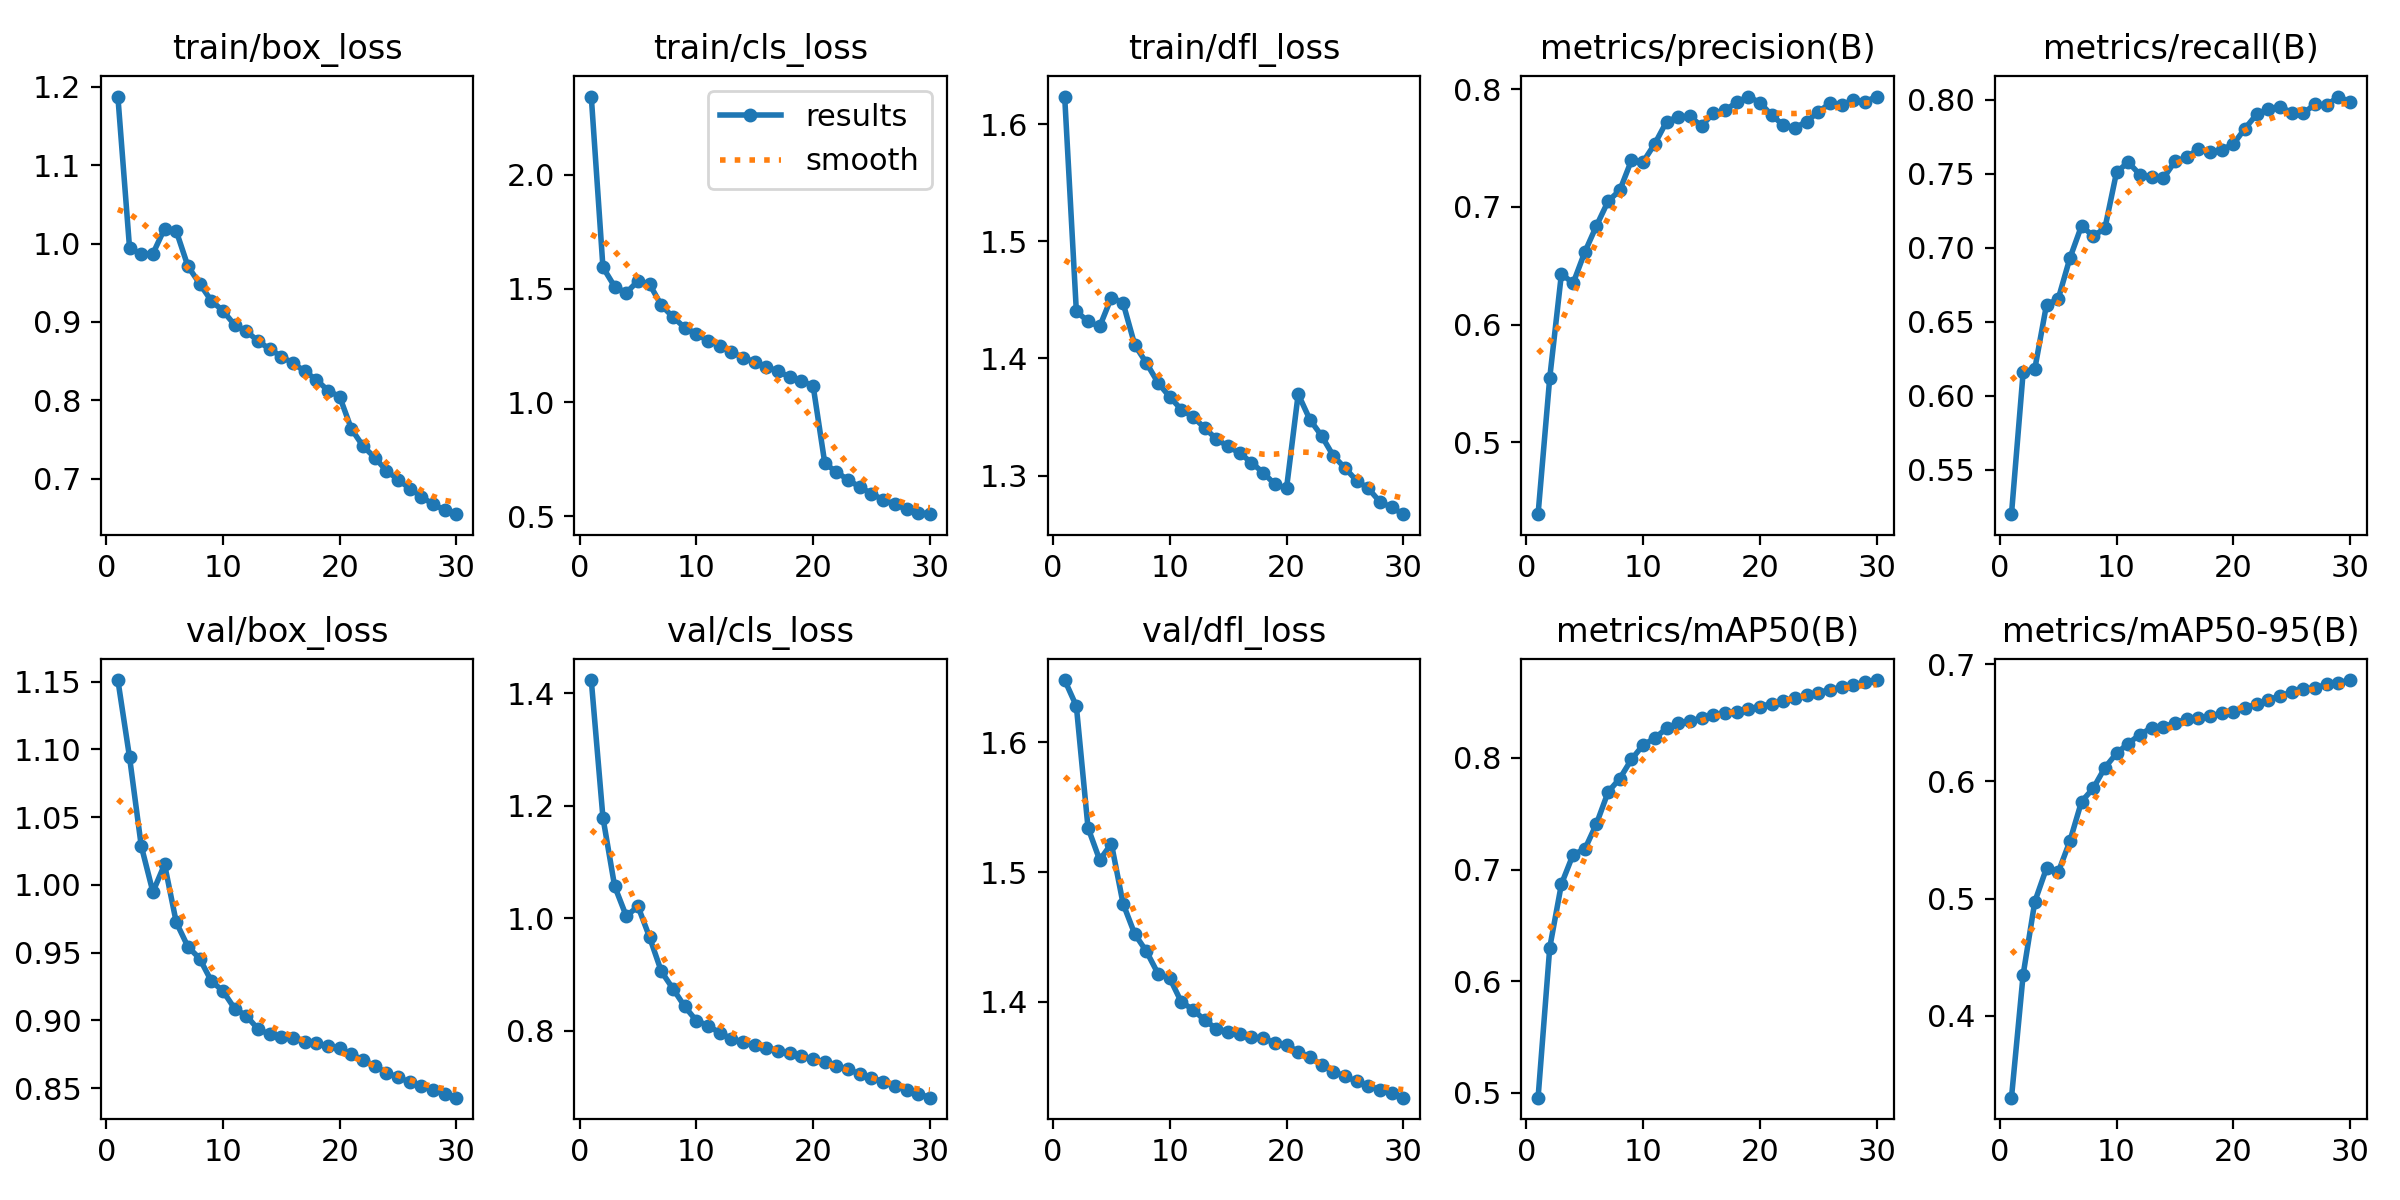 train/box_loss
train/cls_loss
train/dfl_loss
metrics/precision(B)
metrics/recall(B)
1.2
1.1
1.0
0.9
0.8
0.7
0 10 20 30
results
smooth
2.0
1.5
1.0
0.5
0 10 20 30
1.6
1.5
1.4
1.3
0 10 20 30
0.8
0.7
0.6
0.5
0 10 20 30
0.80
0.75
0.70
0.65
0.60
0.55
0 10 20 30
val/box_loss
val/cls_loss
val/dfl_loss
metrics/mAP50(B)
metrics/mAP50-95(B)
1.15
1.10
1.05
1.00
0.95
0.90
0.85
0 10 20 30
1.4
1.2
1.0
0.8
0 10 20 30
1.6
1.5
1.4
0 10 20 30
0.8
0.7
0.6
0.5
0 10 20 30
0.7
0.6
0.5
0.4
0 10 20 30